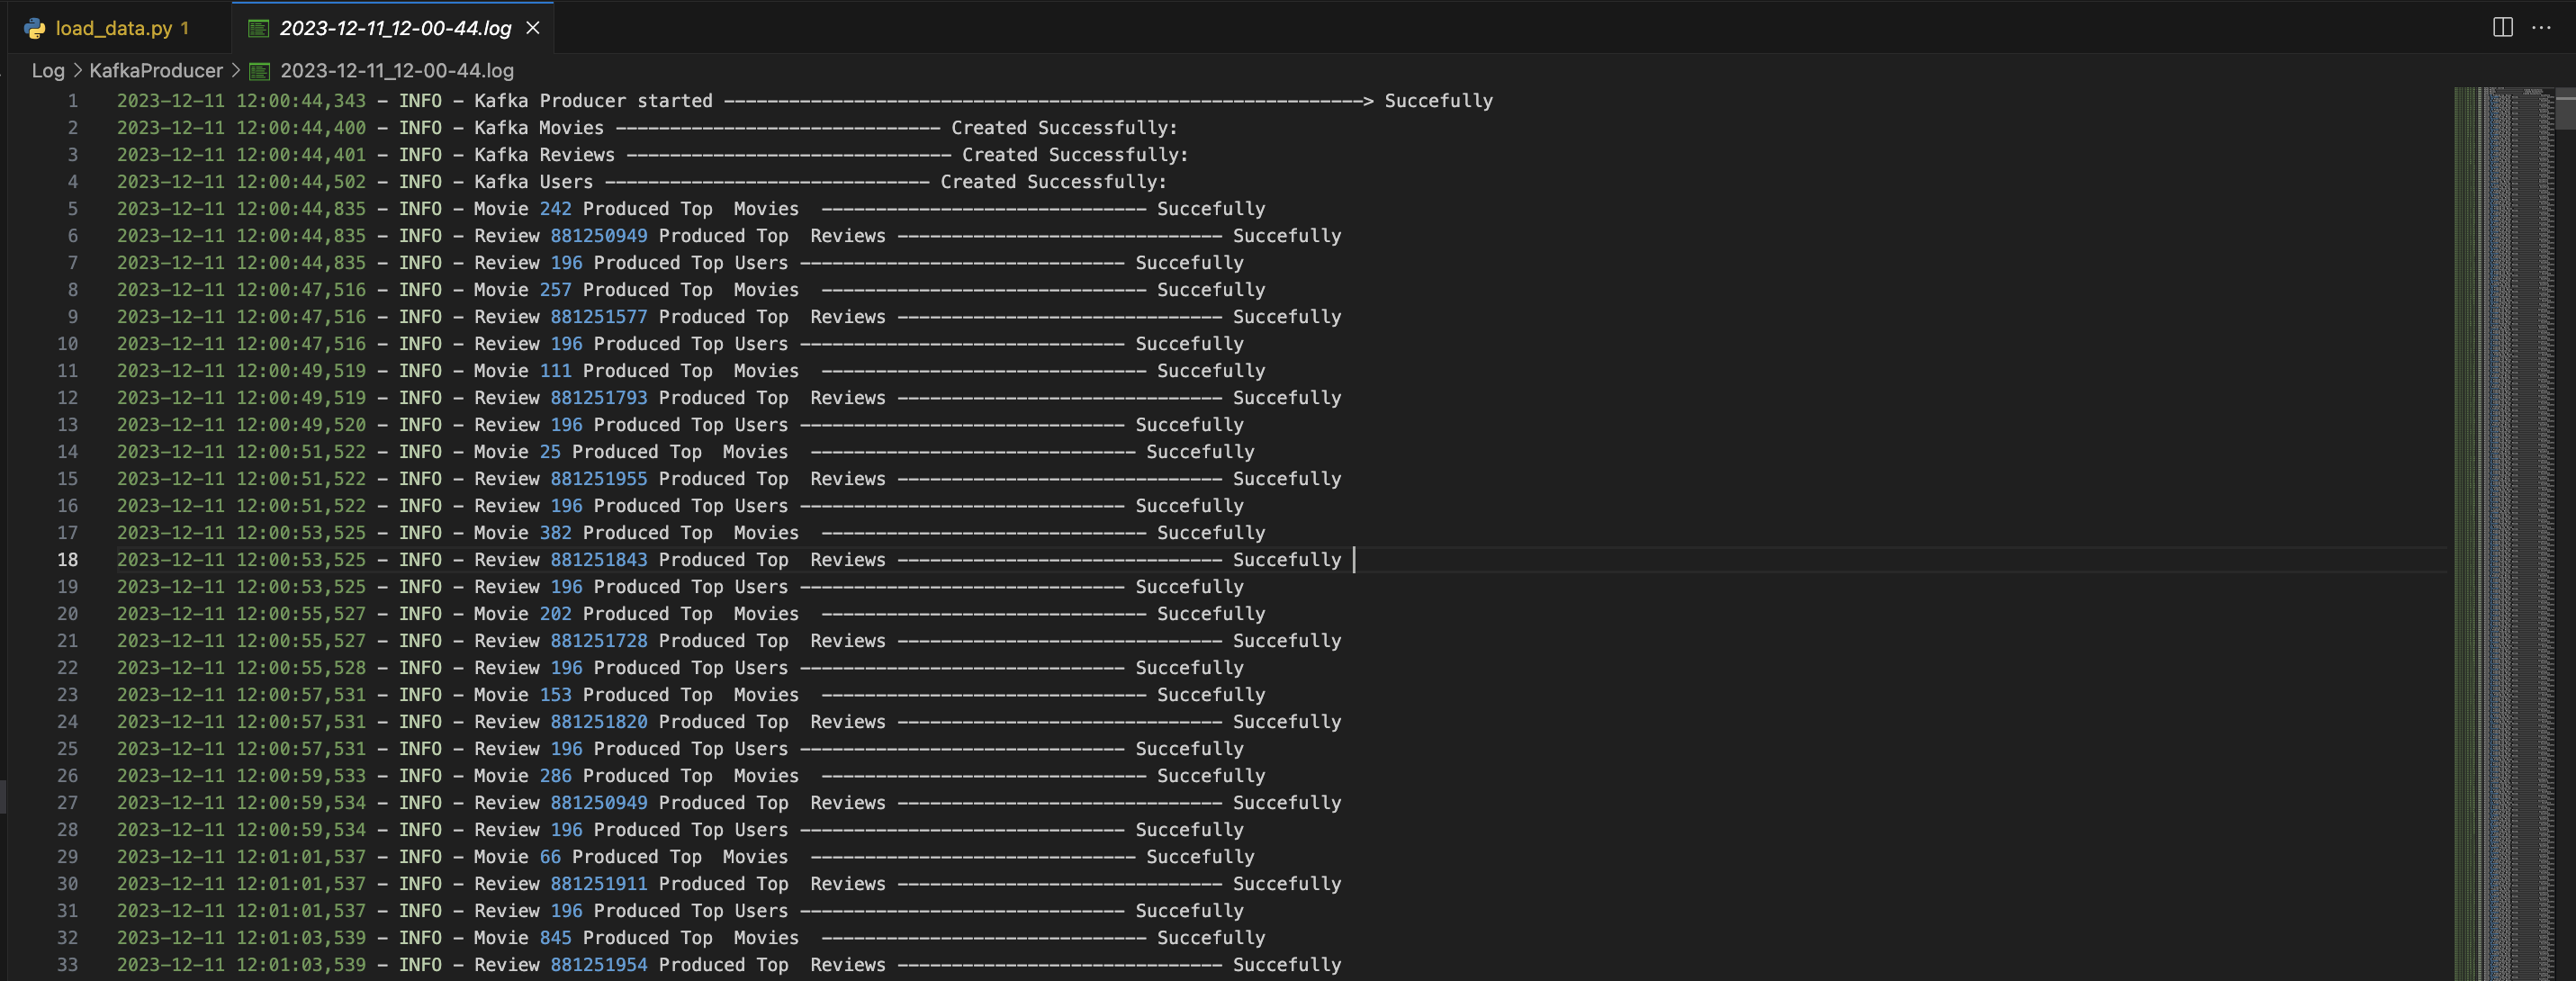 load_data.py 1
2023-12-11_12-00-44.log
Log > KafkaProducer > 2023-12-11_12-00-44.log
1 2023-12-11 12:00:44,343 - INFO - Kafka Producer started -----------------------------------------------------------> Succefully
2 2023-12-11 12:00:44,400 - INFO - Kafka Movies ------------------------------ Created Successfully:
3 2023-12-11 12:00:44,401 - INFO - Kafka Reviews ------------------------------ Created Successfully:
4 2023-12-11 12:00:44,502 - INFO - Kafka Users ------------------------------ Created Successfully:
5 2023-12-11 12:00:44,835 - INFO - Movie 242 Produced Top  Movies  ------------------------------ Succefully
6 2023-12-11 12:00:44,835 - INFO - Review 881250949 Produced Top  Reviews ------------------------------ Succefully
7 2023-12-11 12:00:44,835 - INFO - Review 196 Produced Top Users ------------------------------ Succefully
8 2023-12-11 12:00:47,516 - INFO - Movie 257 Produced Top  Movies  ------------------------------ Succefully
9 2023-12-11 12:00:47,516 - INFO - Review 881251577 Produced Top  Reviews ------------------------------ Succefully
10 2023-12-11 12:00:47,516 - INFO - Review 196 Produced Top Users ------------------------------ Succefully
11 2023-12-11 12:00:49,519 - INFO - Movie 111 Produced Top  Movies  ------------------------------ Succefully
12 2023-12-11 12:00:49,519 - INFO - Review 881251793 Produced Top  Reviews ------------------------------ Succefully
13 2023-12-11 12:00:49,520 - INFO - Review 196 Produced Top Users ------------------------------ Succefully
14 2023-12-11 12:00:51,522 - INFO - Movie 25 Produced Top  Movies  ------------------------------ Succefully
15 2023-12-11 12:00:51,522 - INFO - Review 881251955 Produced Top  Reviews ------------------------------ Succefully
16 2023-12-11 12:00:51,522 - INFO - Review 196 Produced Top Users ------------------------------ Succefully
17 2023-12-11 12:00:53,525 - INFO - Movie 382 Produced Top  Movies  ------------------------------ Succefully
18 2023-12-11 12:00:53,525 - INFO - Review 881251843 Produced Top  Reviews ------------------------------ Succefully
19 2023-12-11 12:00:53,525 - INFO - Review 196 Produced Top Users ------------------------------ Succefully
20 2023-12-11 12:00:55,527 - INFO - Movie 202 Produced Top  Movies  ------------------------------ Succefully
21 2023-12-11 12:00:55,527 - INFO - Review 881251728 Produced Top  Reviews ------------------------------ Succefully
22 2023-12-11 12:00:55,528 - INFO - Review 196 Produced Top Users ------------------------------ Succefully
23 2023-12-11 12:00:57,531 - INFO - Movie 153 Produced Top  Movies  ------------------------------ Succefully
24 2023-12-11 12:00:57,531 - INFO - Review 881251820 Produced Top  Reviews ------------------------------ Succefully
25 2023-12-11 12:00:57,531 - INFO - Review 196 Produced Top Users ------------------------------ Succefully
26 2023-12-11 12:00:59,533 - INFO - Movie 286 Produced Top  Movies  ------------------------------ Succefully
27 2023-12-11 12:00:59,534 - INFO - Review 881250949 Produced Top  Reviews ------------------------------ Succefully
28 2023-12-11 12:00:59,534 - INFO - Review 196 Produced Top Users ------------------------------ Succefully
29 2023-12-11 12:01:01,537 - INFO - Movie 66 Produced Top  Movies  ------------------------------ Succefully
30 2023-12-11 12:01:01,537 - INFO - Review 881251911 Produced Top  Reviews ------------------------------ Succefully
31 2023-12-11 12:01:01,537 - INFO - Review 196 Produced Top Users ------------------------------ Succefully
32 2023-12-11 12:01:03,539 - INFO - Movie 845 Produced Top  Movies  ------------------------------ Succefully
33 2023-12-11 12:01:03,539 - INFO - Review 881251954 Produced Top  Reviews ------------------------------ Succefully